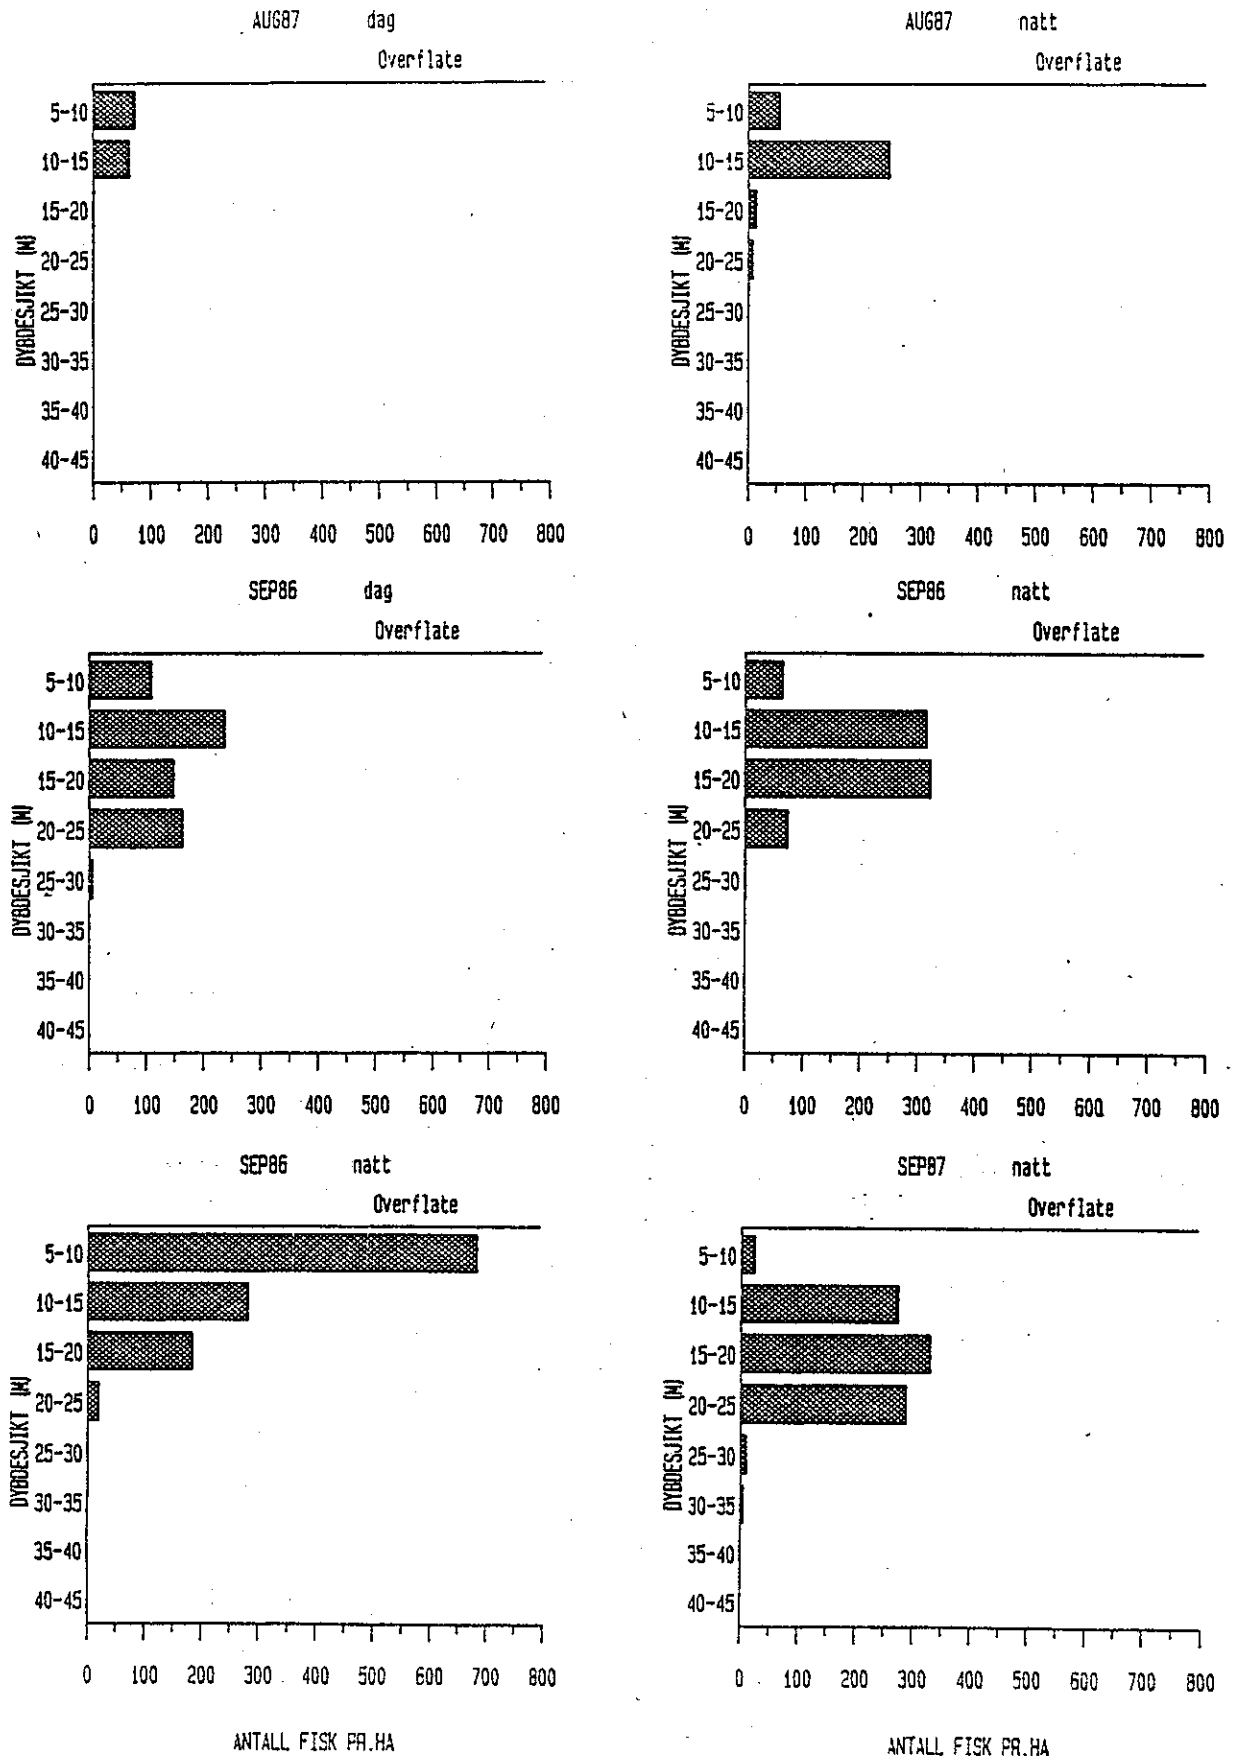 AUG87 dag
Overflate
DYBDESJIKT (M)
5-10
10-15
15-20
20-25
25-30
30-35
35-40
40-45
0 100 200 300 400 500 600 700 800
AUG87 natt
Overflate
DYBDESJIKT (M)
5-10
10-15
15-20
20-25
25-30
30-35
35-40
40-45
0 100 200 300 400 500 600 700 800
SEP86 dag
Overflate
DYBDESJIKT (M)
5-10
10-15
15-20
20-25
25-30
30-35
35-40
40-45
0 100 200 300 400 500 600 700 800
SEP86 natt
Overflate
DYBDESJIKT (M)
5-10
10-15
15-20
20-25
25-30
30-35
35-40
40-45
0 100 200 300 400 500 600 700 800
SEP86 natt
Overflate
DYBDESJIKT (M)
5-10
10-15
15-20
20-25
25-30
30-35
35-40
40-45
0 100 200 300 400 500 600 700 800
ANTALL FISK PR.HA
SEP87 natt
Overflate
DYBDESJIKT (M)
5-10
10-15
15-20
20-25
25-30
30-35
35-40
40-45
0 100 200 300 400 500 600 700 800
ANTALL FISK PR.HA